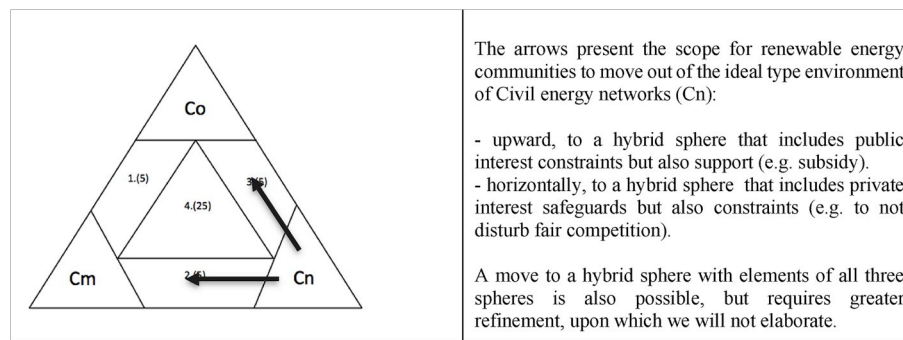 Co
1.(5)
3.(5)
4.(25)
Cm
2.(5)
Cn
The arrows present the scope for renewable energy
communities to move out of the ideal type environment
of Civil energy networks (Cn):
- upward, to a hybrid sphere that includes public
interest constraints but also support (e.g. subsidy).
- horizontally, to a hybrid sphere that includes private
interest safeguards but also constraints (e.g. to not
disturb fair competition).
A move to a hybrid sphere with elements of all three
spheres is also possible, but requires greater
refinement, upon which we will not elaborate.